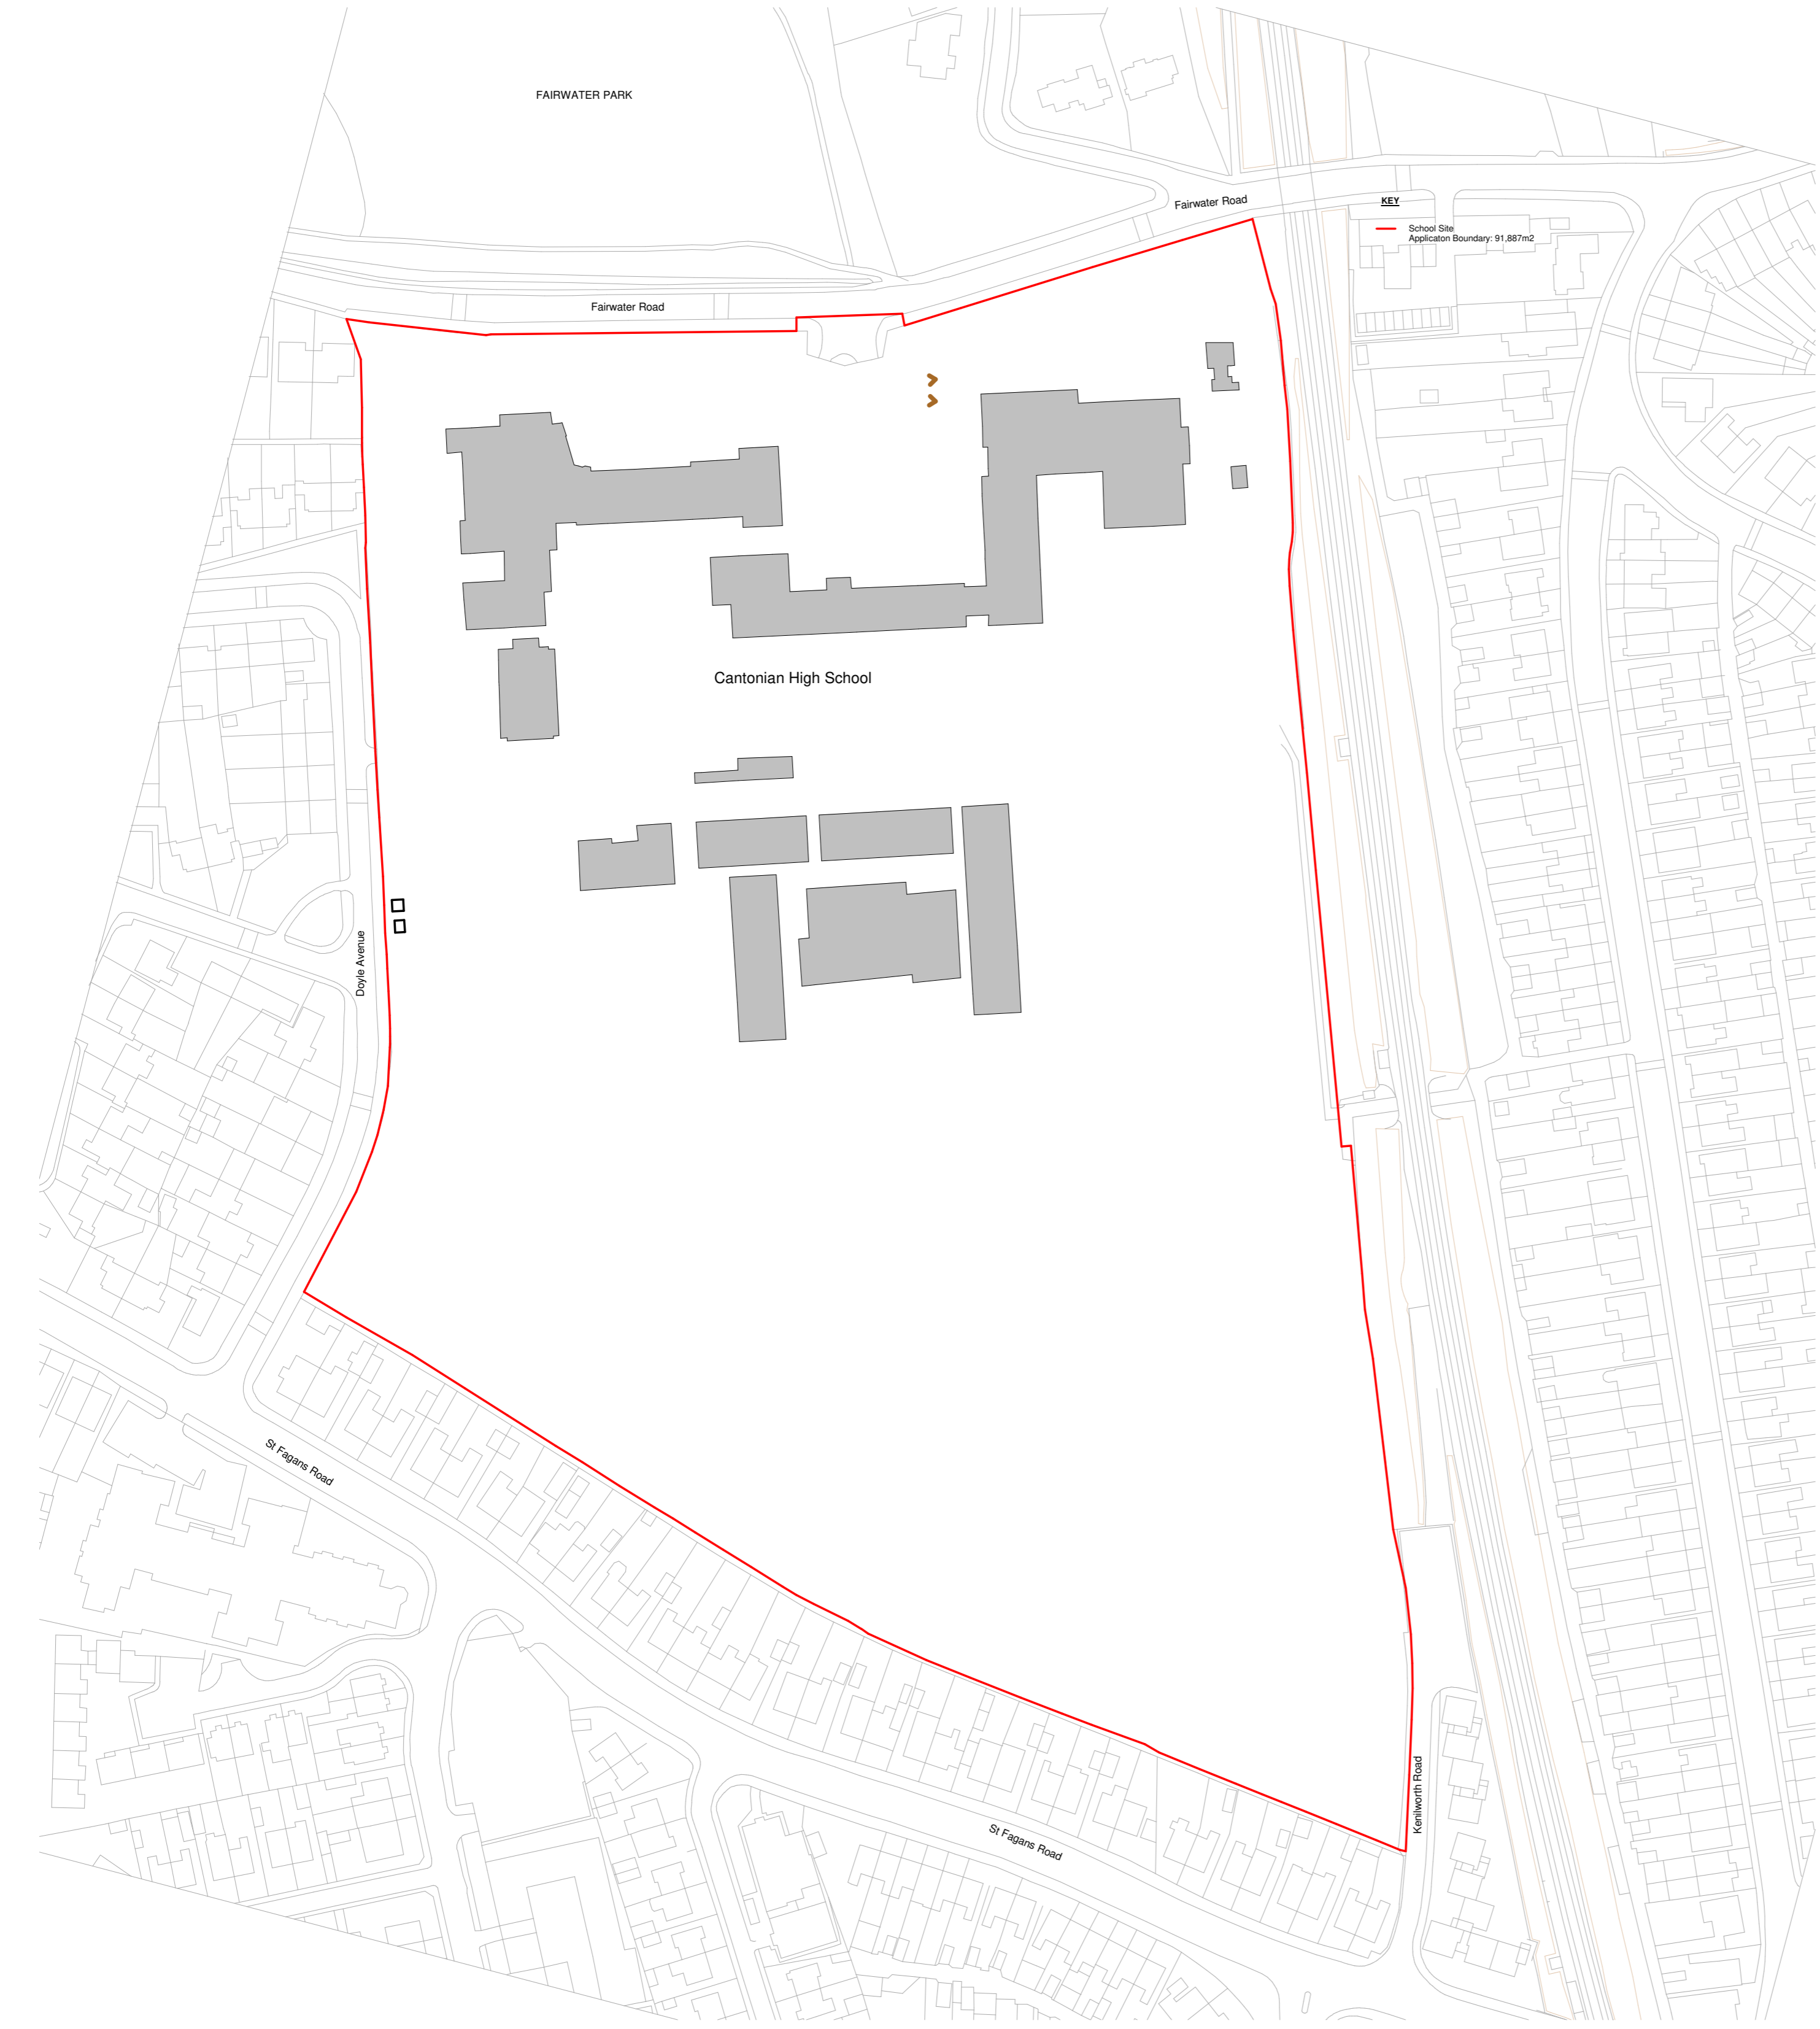 FAIRWATER PARK
Fairwater Road
KEY
School Site
Applicaton Boundary: 91,887m2
Fairwater Road
Cantonian High School
Doyle Avenue
St Fagans Road
Kenilworth Road
St Fagans Road